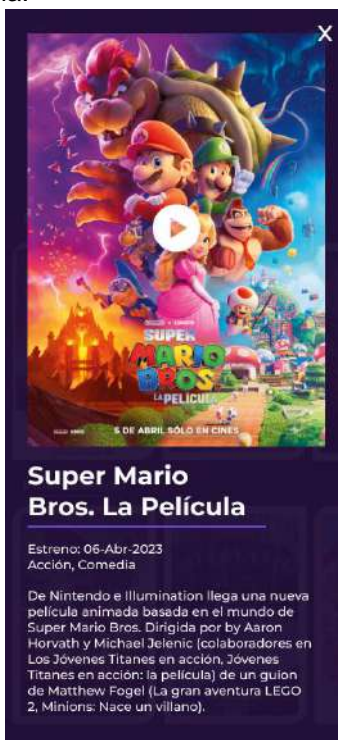 X
SUPER
MARIO
BROS.
LA PELÍCULA
5 DE ABRIL SÓLO EN CINES
Super Mario
Bros. La Película
Estreno: 06-Abr-2023
Acción, Comedia
De Nintendo e Illumination llega una nueva
película animada basada en el mundo de
Super Mario Bros. Dirigida por by Aaron
Horvath y Michael Jelenic (colaboradores en
Los Jóvenes Titanes en acción, Jóvenes
Titanes en acción: la película) de un guion
de Matthew Fogel (La gran aventura LEGO
2, Minions: Nace un villano).